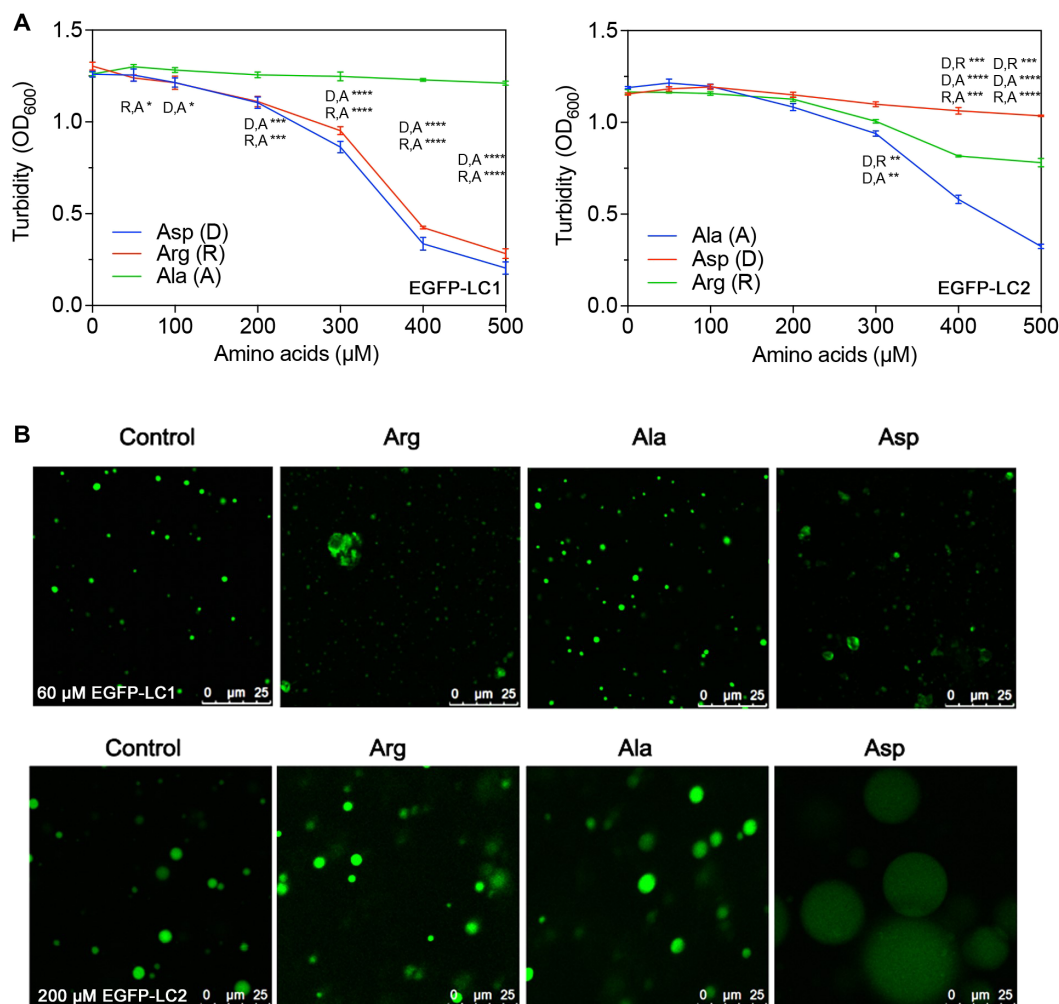 A
1.5
1.0
0.5
0.0
Turbidity (OD600)
R,A *
D,A *
D,A ***
R,A ***
D,A ****
R,A ****
D,A ****
R,A ****
D,A ****
R,A ****
Asp (D)
Arg (R)
Ala (A)
EGFP-LC1
0 100 200 300 400 500
Amino acids (μM)
1.5
1.0
0.5
0.0
Turbidity (OD600)
D,R *** D,R ***
D,A **** D,A ****
R,A *** R,A ****
D,R **
D,A **
Ala (A)
Asp (D)
Arg (R)
EGFP-LC2
0 100 200 300 400 500
Amino acids (μM)
B
Control Arg Ala Asp
60 μM EGFP-LC1
0 μm 25
0 μm 25
0 μm 25
0 μm 25
Control Arg Ala Asp
200 μM EGFP-LC2
0 μm 25
0 μm 25
0 μm 25
0 μm 25